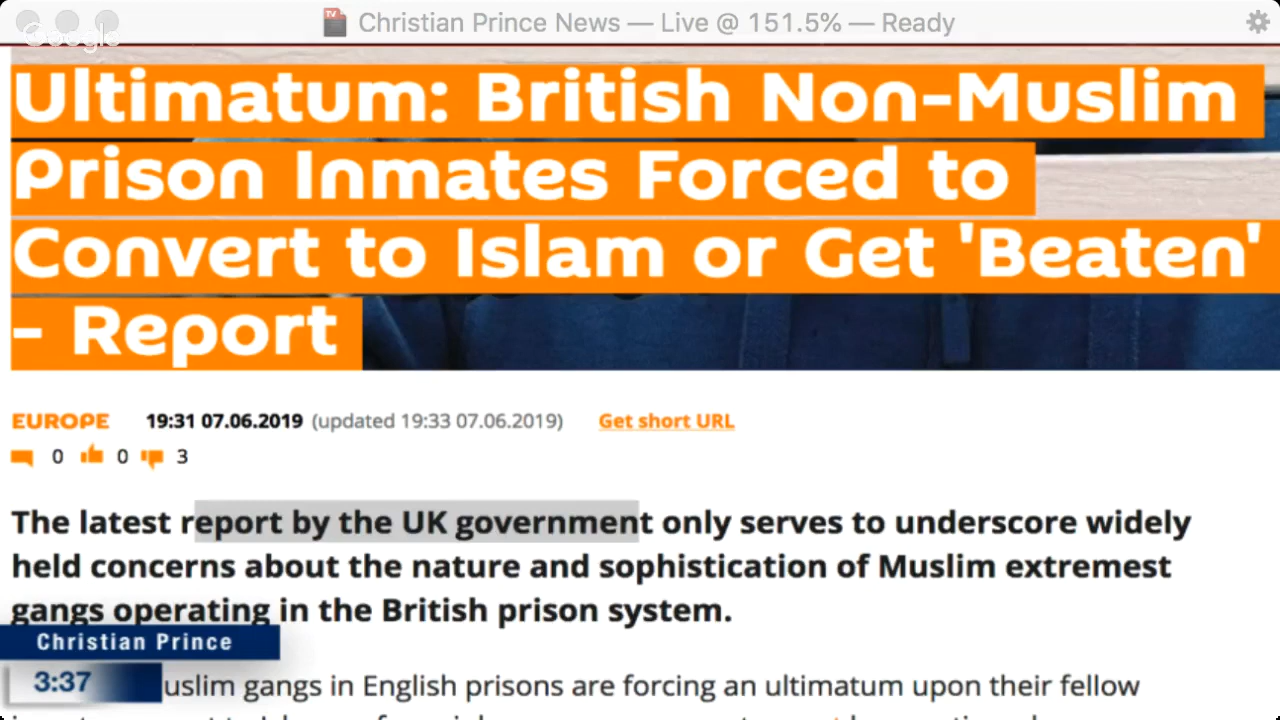 TV Christian Prince News — Live @ 151.5% — Ready
Google
Ultimatum: British Non-Muslim
Prison Inmates Forced to
Convert to Islam or Get 'Beaten'
- Report
EUROPE 19:31 07.06.2019 (updated 19:33 07.06.2019) Get short URL
0 0 3
The latest report by the UK government only serves to underscore widely
held concerns about the nature and sophistication of Muslim extremest
gangs operating in the British prison system.
Christian Prince
3:37
uslim gangs in English prisons are forcing an ultimatum upon their fellow